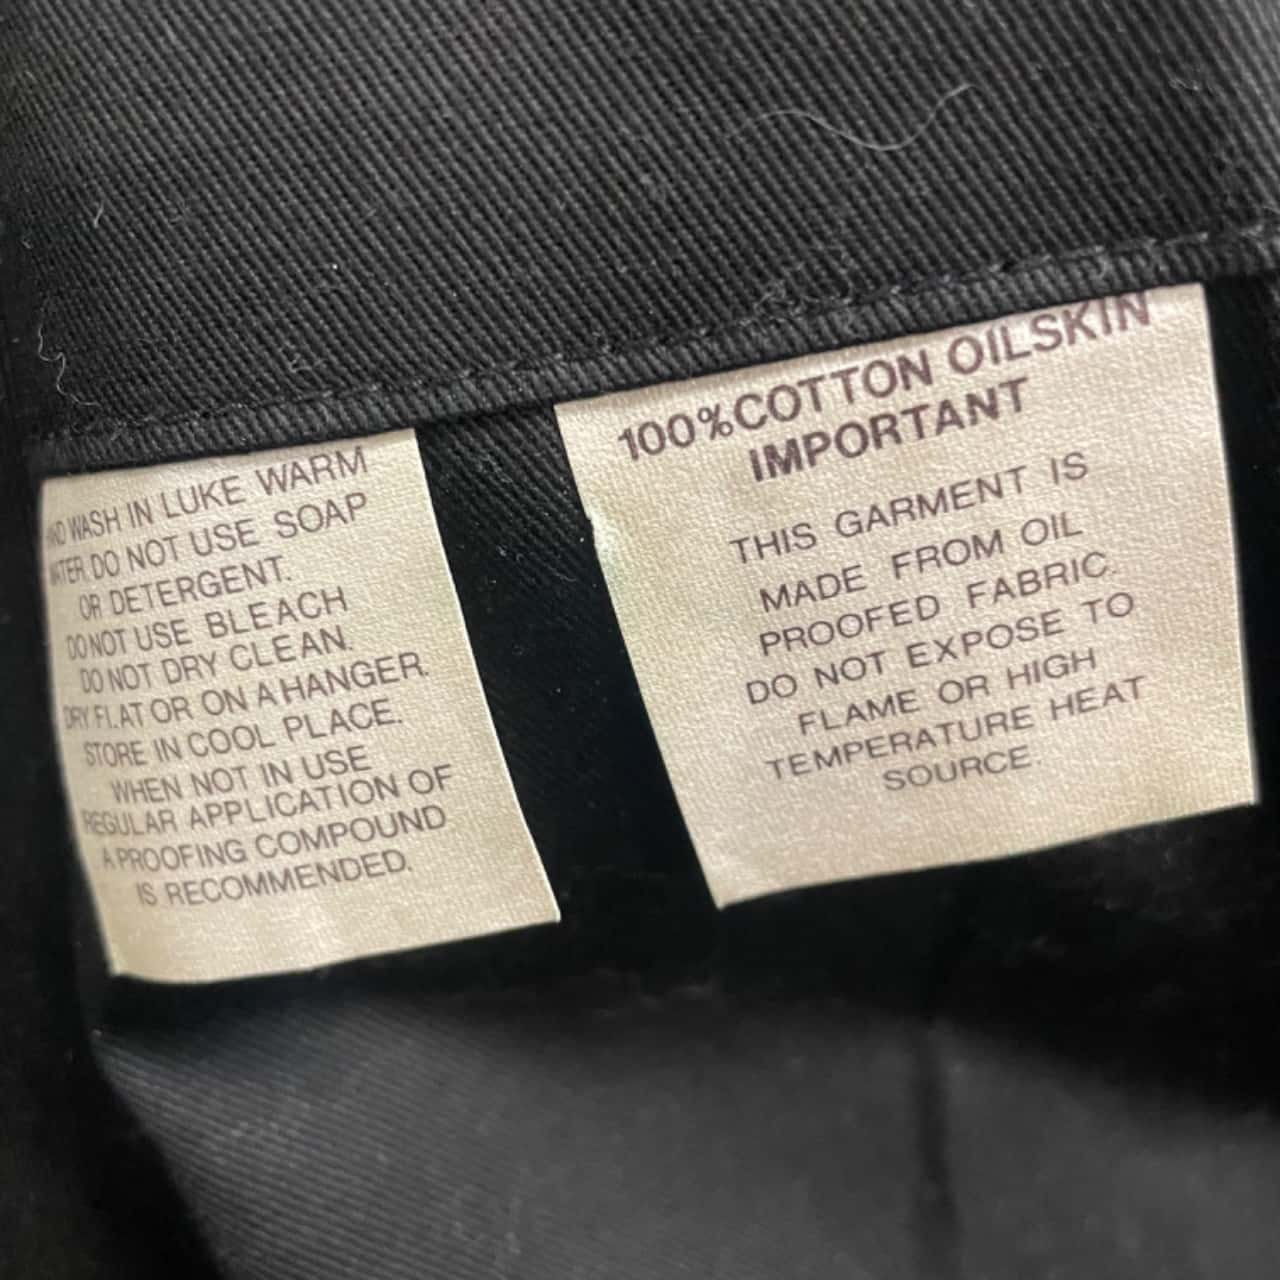 HAND WASH IN LUKE WARM
WATER. DO NOT USE SOAP
OR DETERGENT.
DO NOT USE BLEACH
DO NOT DRY CLEAN.
DRY FLAT OR ON A HANGER.
STORE IN COOL PLACE.
WHEN NOT IN USE
REGULAR APPLICATION OF
A PROOFING COMPOUND
IS RECOMMENDED.
100% COTTON OILSKIN
IMPORTANT
THIS GARMENT IS
MADE FROM OIL
PROOFED FABRIC.
DO NOT EXPOSE TO
FLAME OR HIGH
TEMPERATURE HEAT
SOURCE.